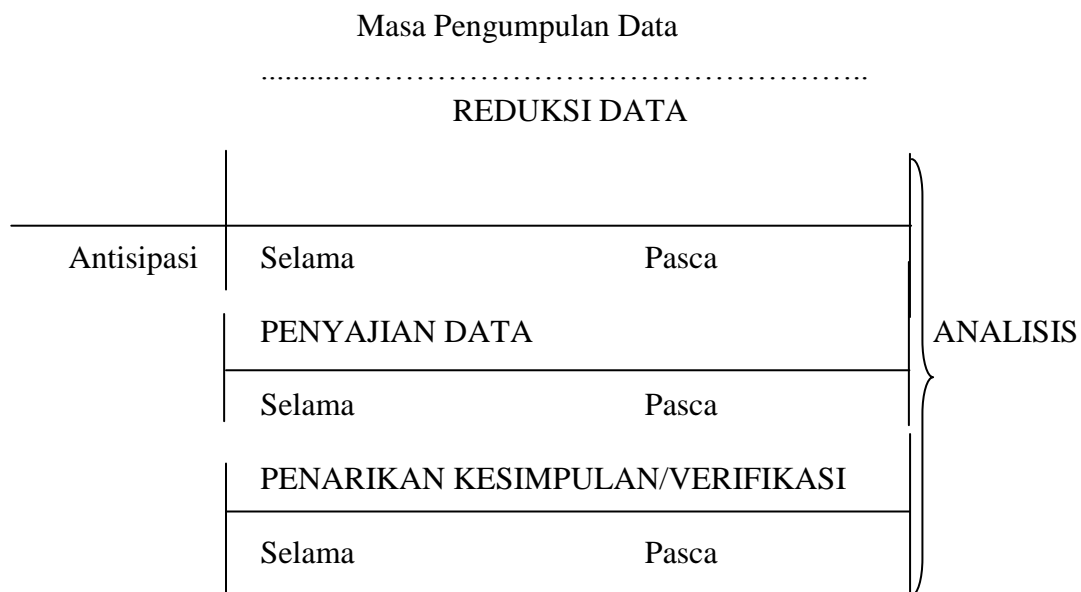 Masa Pengumpulan Data
..........…………………………………………………..
REDUKSI DATA
Antisipasi Selama Pasca
PENYAJIAN DATA
ANALISIS
Selama Pasca
PENARIKAN KESIMPULAN/VERIFIKASI
Selama Pasca